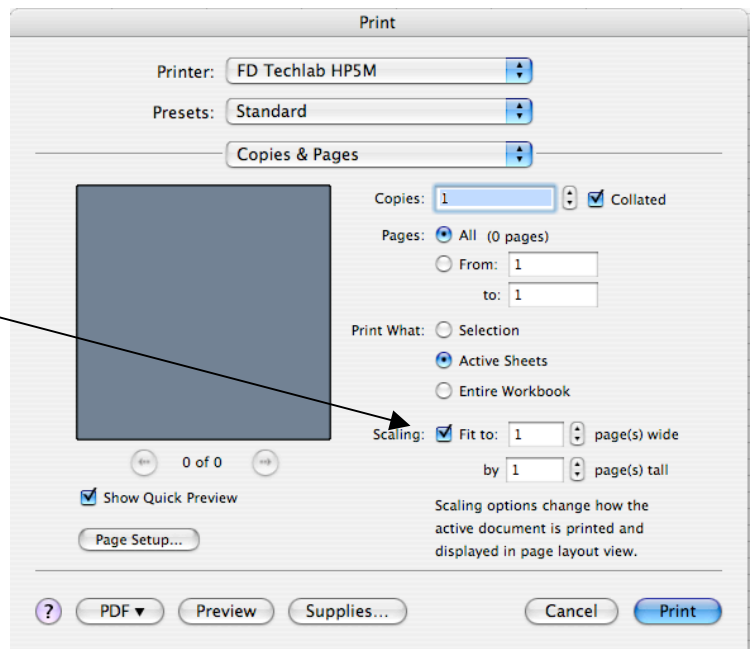 Print
Printer: FD Techlab HP5M
Presets: Standard
Copies & Pages
Copies: 1 Collated
Pages: All (0 pages)
From: 1
to: 1
Print What: Selection
Active Sheets
Entire Workbook
Scaling: Fit to: 1 page(s) wide
by 1 page(s) tall
0 of 0
Show Quick Preview
Scaling options change how the
active document is printed and
displayed in page layout view.
Page Setup...
? PDF ▼ Preview Supplies... Cancel Print